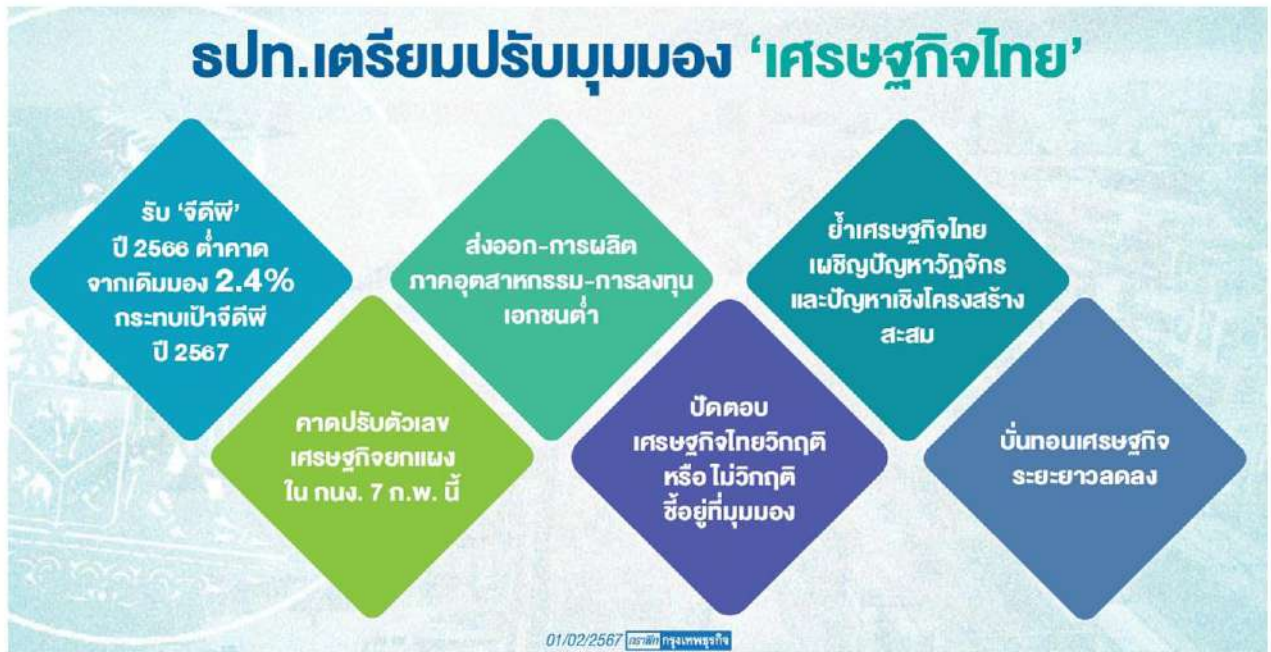 ธปท.เตรียมปรับมุมมอง ‘เศรษฐกิจไทย’
รับ ‘จีดีพี’
ปี 2566 ต่ำคาด
จากเดิมมอง 2.4%
กระทบเป้าจีดีพี
ปี 2567
คาดปรับตัวเลข
เศรษฐกิจยกแผง
ใน กนง. 7 ก.พ. นี้
ส่งออก-การผลิต
ภาคอุตสาหกรรม-การลงทุน
เอกชนต่ำ
ปัดตอบ
เศรษฐกิจไทยวิกฤติ
หรือ ไม่วิกฤติ
ชี้อยู่ที่มุมมอง
ย้ำเศรษฐกิจไทย
เผชิญปัญหาวัฏจักร
และปัญหาเชิงโครงสร้าง
สะสม
บั่นทอนเศรษฐกิจ
ระยะยาวลดลง
01/02/2567 กราฟิก กรุงเทพธุรกิจ